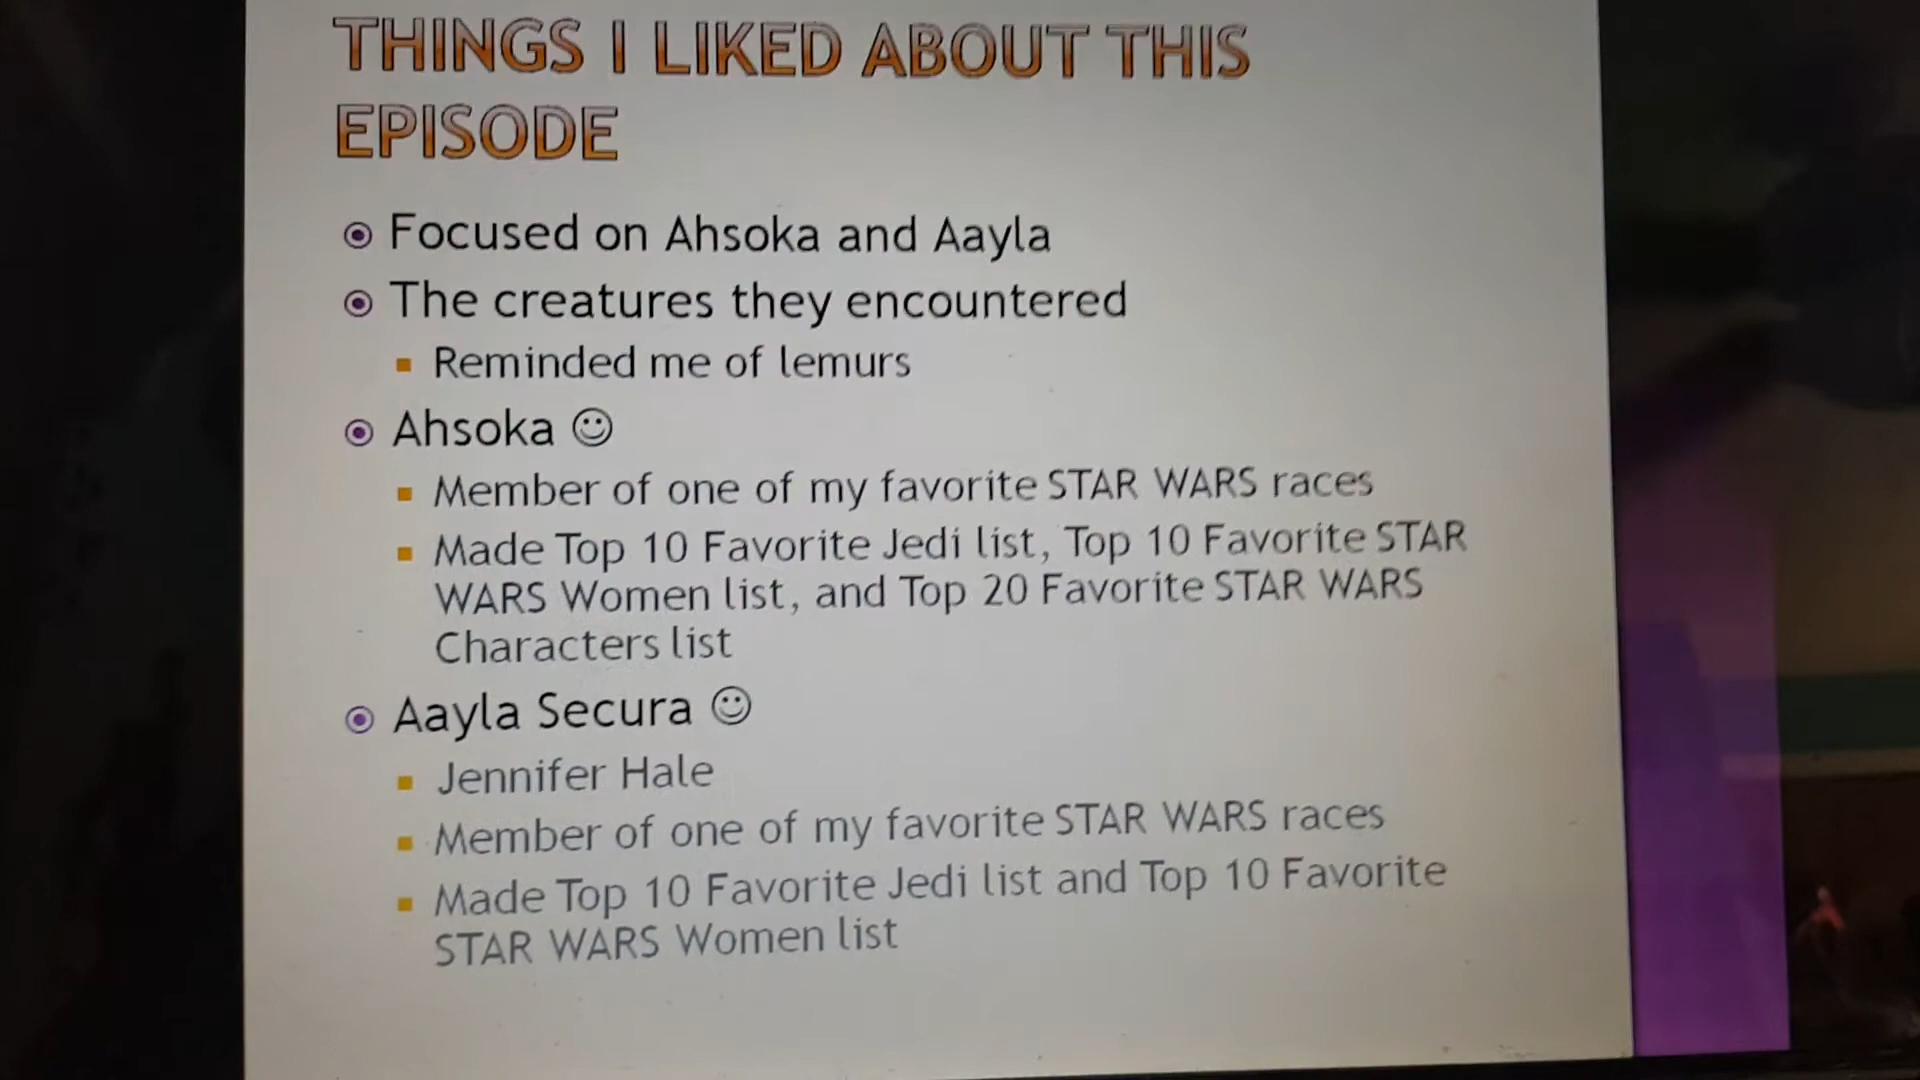 THINGS I LIKED ABOUT THIS
EPISODE
Focused on Ahsoka and Aayla
The creatures they encountered
Reminded me of lemurs
Ahsoka ☺
Member of one of my favorite STAR WARS races
Made Top 10 Favorite Jedi list, Top 10 Favorite STAR
WARS Women list, and Top 20 Favorite STAR WARS
Characters list
Aayla Secura ☺
Jennifer Hale
Member of one of my favorite STAR WARS races
Made Top 10 Favorite Jedi list and Top 10 Favorite
STAR WARS Women list